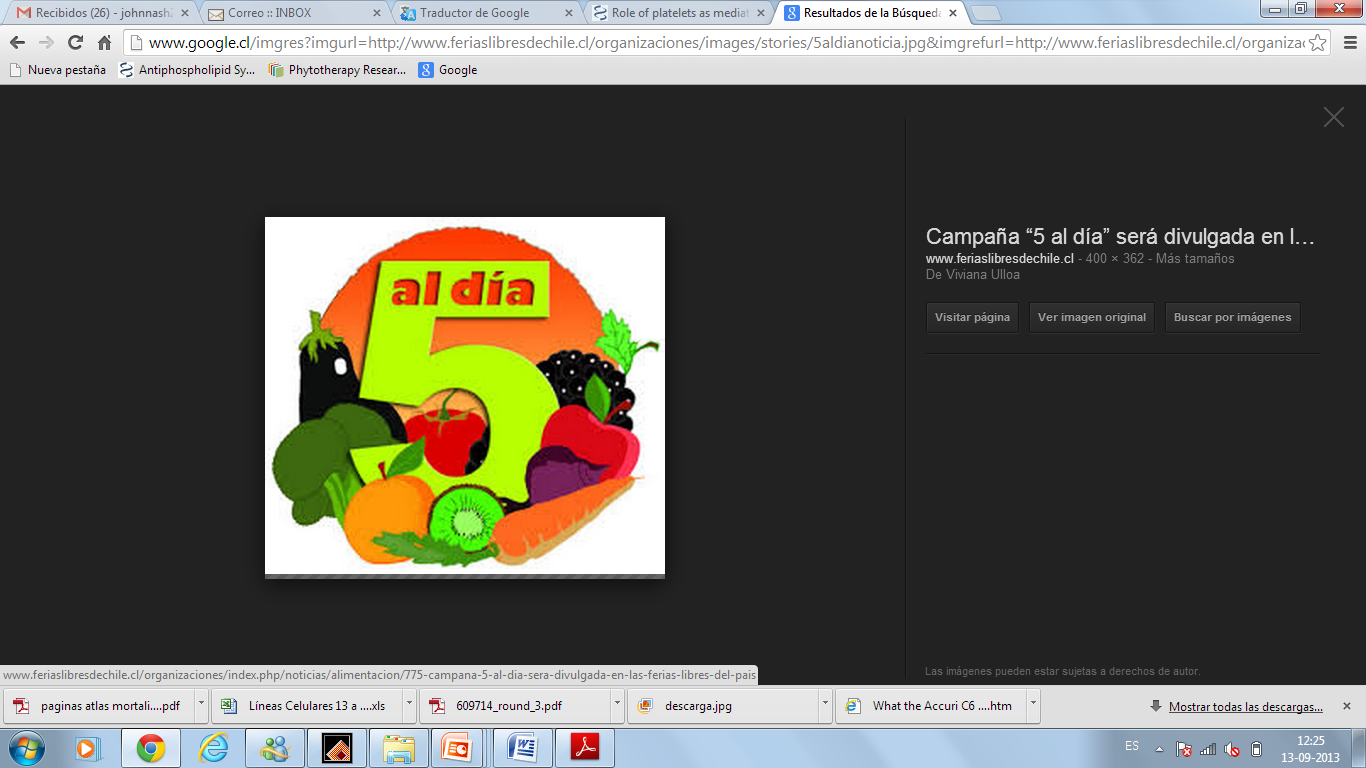 Recibidos (26) - johnnash
Correo :: INBOX
Traductor de Google
Role of platelets as mediat
Resultados de la Búsqueda
www.google.cl/imgres?imgurl=http://www.feriaslibresdechile.cl/organizaciones/images/stories/5aldianoticia.jpg&imgrefurl=http://www.feriaslibresdechile.cl/organiza
Nueva pestaña
Antiphospholipid Sy...
Phytotherapy Resear...
Google
al día
5
Campaña “5 al día” será divulgada en l…
www.feriaslibresdechile.cl - 400 × 362 - Más tamaños
De Viviana Ulloa
Visitar página
Ver imagen original
Buscar por imágenes
Las imágenes pueden estar sujetas a derechos de autor.
www.feriaslibresdechile.cl/organizaciones/index.php/noticias/alimentacion/775-campana-5-al-dia-sera-divulgada-en-las-ferias-libres-del-pais
paginas atlas mortali....pdf
Líneas Celulares 13 a ....xls
609714_round_3.pdf
descarga.jpg
What the Accuri C6 ....htm
Mostrar todas las descargas...
ES
12:25
13-09-2013